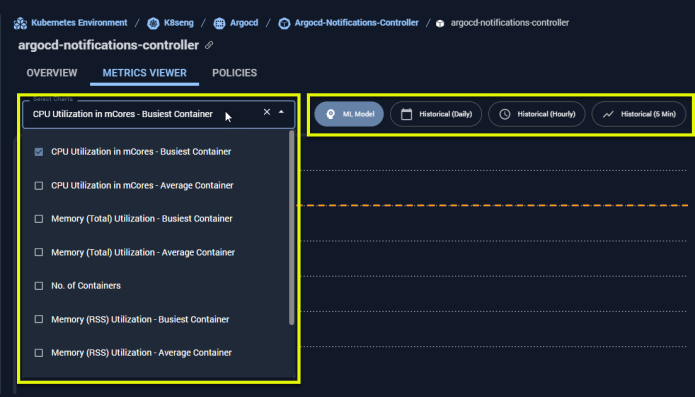 Kubernetes Environment / K8seng / Argocd / Argocd-Notifications-Controller / argocd-notifications-controller
argocd-notifications-controller
OVERVIEW METRICS VIEWER POLICIES
Select Charts
CPU Utilization in mCores - Busiest Container
ML Model Historical (Daily) Historical (Hourly) Historical (5 Min)
CPU Utilization in mCores - Busiest Container
CPU Utilization in mCores - Average Container
Memory (Total) Utilization - Busiest Container
Memory (Total) Utilization - Average Container
No. of Containers
Memory (RSS) Utilization - Busiest Container
Memory (RSS) Utilization - Average Container